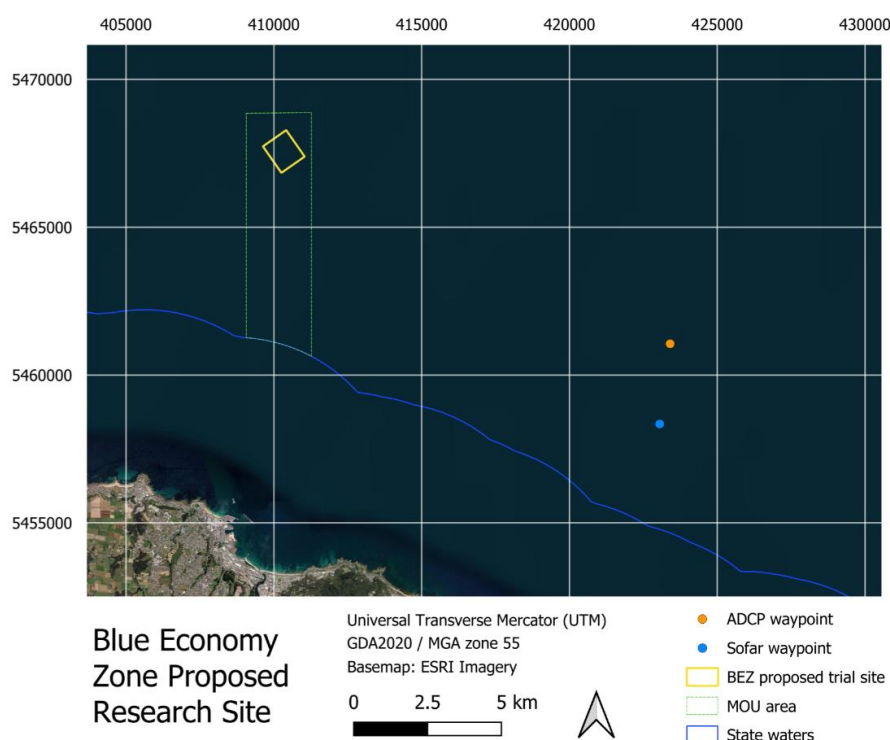 405000 410000 415000 420000 425000 430000
5470000
5465000
5460000
5455000
Blue Economy
Zone Proposed
Research Site
Universal Transverse Mercator (UTM)
GDA2020 / MGA zone 55
Basemap: ESRI Imagery
0 2.5 5 km
ADCP waypoint
Sofar waypoint
BEZ proposed trial site
MOU area
State waters